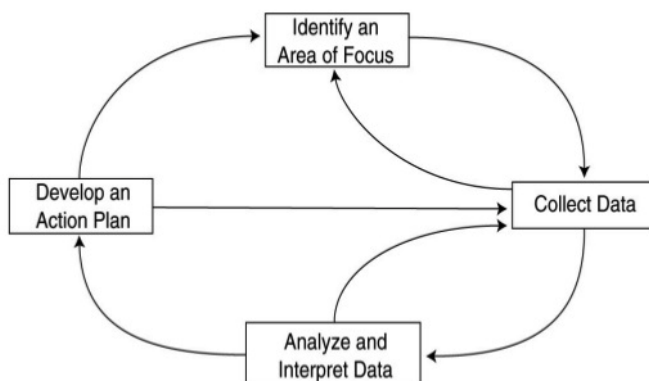 Identify an
Area of Focus
Develop an
Action Plan
Collect Data
Analyze and
Interpret Data